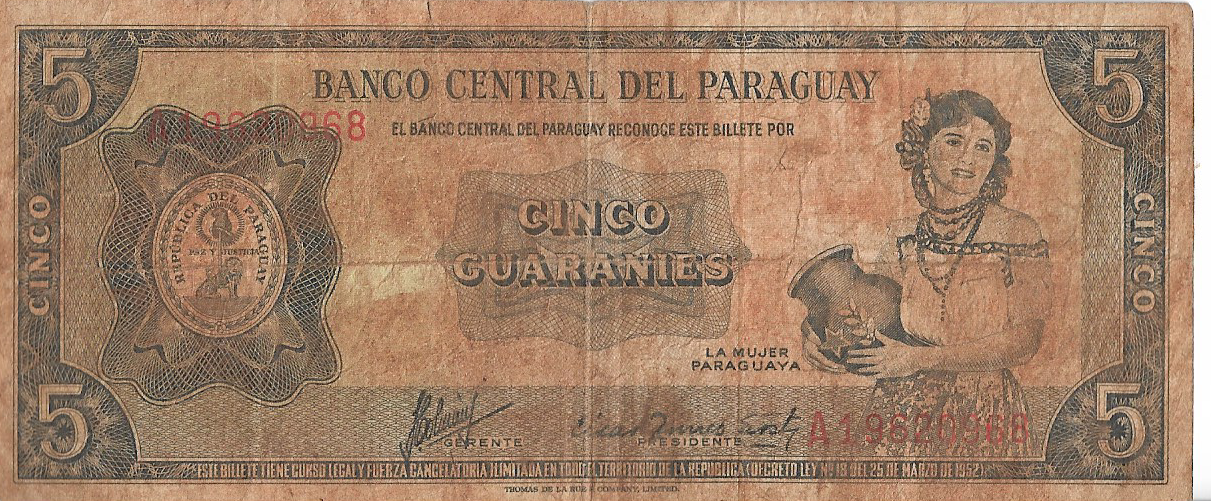 5
5
BANCO CENTRAL DEL PARAGUAY
A19620968
EL BANCO CENTRAL DEL PARAGUAY RECONOCE ESTE BILLETE POR
REPUBLICA DEL PARAGUAY
PAZ Y JUSTICIA
CINCO
GUARANIES
CINCO
CINCO
LA MUJER
PARAGUAYA
5
5
GERENTE
PRESIDENTE
A19620968
ESTE BILLETE TIENE CURSO LEGAL Y FUERZA CANCELATORIA ILIMITADA EN TODO EL TERRITORIO DE LA REPUBLICA (DECRETO LEY Nº 18 DEL 25 DE MARZO DE 1952)
THOMAS DE LA RUE & COMPANY, LIMITED.